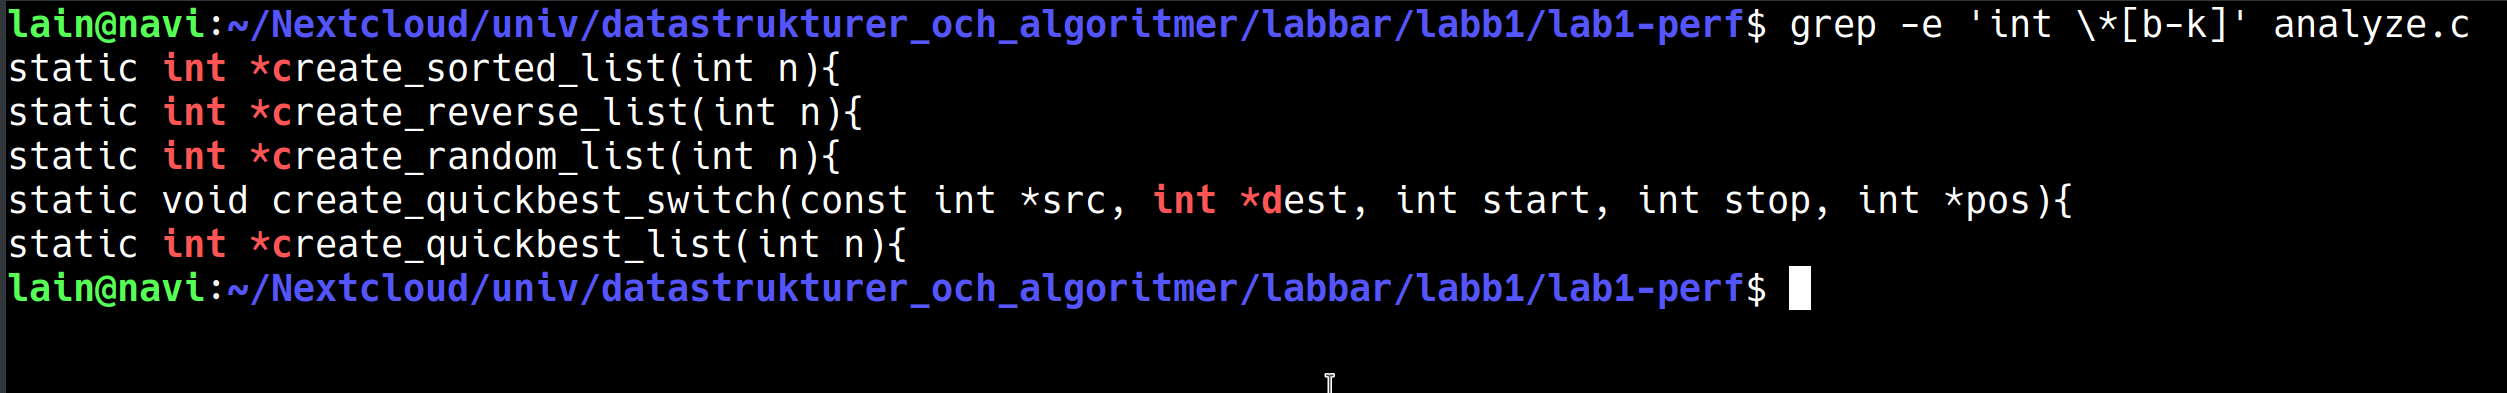 lain@navi:~/Nextcloud/univ/datastrukturer_och_algoritmer/labbar/labb1/lab1-perf$ grep -e 'int \*[b-k]' analyze.c
static int *create_sorted_list(int n){
static int *create_reverse_list(int n){
static int *create_random_list(int n){
static void create_quickbest_switch(const int *src, int *dest, int start, int stop, int *pos){
static int *create_quickbest_list(int n){
lain@navi:~/Nextcloud/univ/datastrukturer_och_algoritmer/labbar/labb1/lab1-perf$